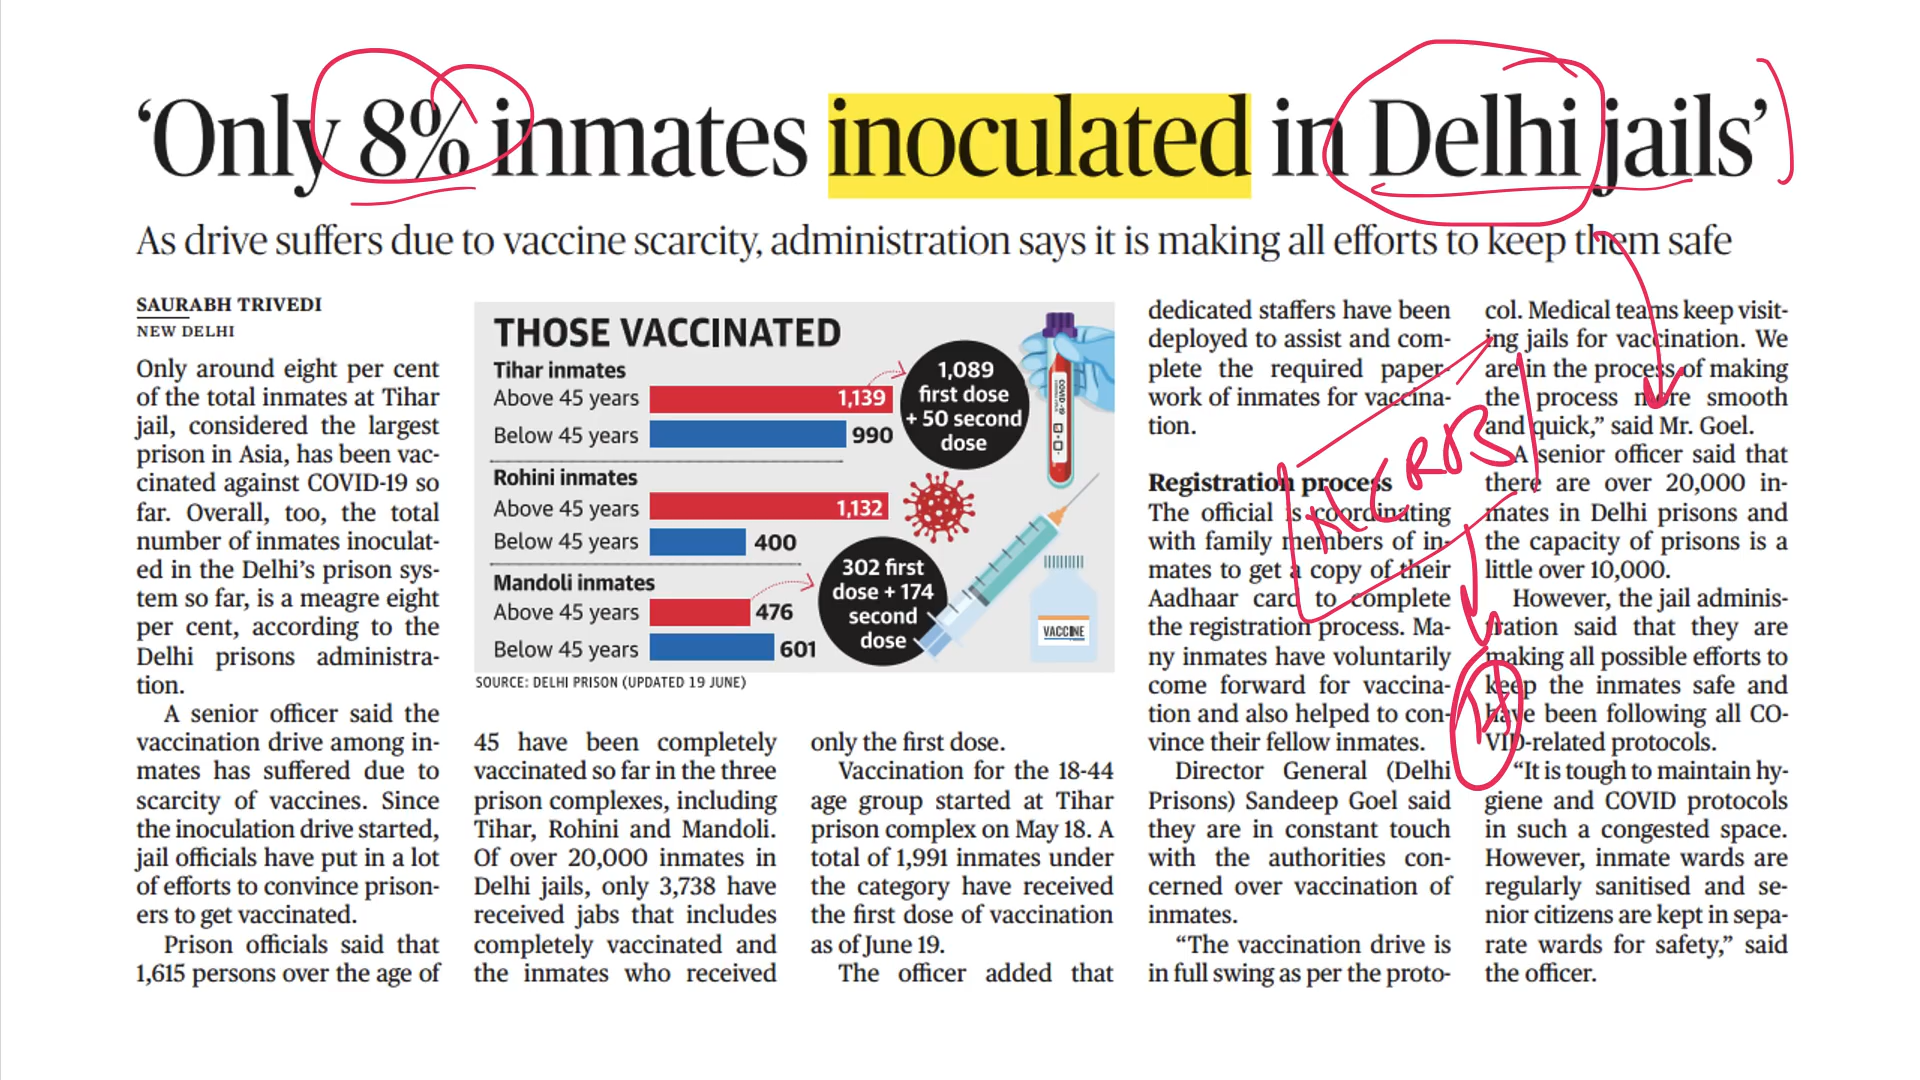 ‘Only 8% inmates inoculated in Delhi jails’
As drive suffers due to vaccine scarcity, administration says it is making all efforts to keep them safe
SAURABH TRIVEDI
NEW DELHI
Only around eight per cent
of the total inmates at Tihar
jail, considered the largest
prison in Asia, has been vac-
cinated against COVID-19 so
far. Overall, too, the total
number of inmates inoculat-
ed in the Delhi’s prison sys-
tem so far, is a meagre eight
per cent, according to the
Delhi prisons administra-
tion.
A senior officer said the
vaccination drive among in-
mates has suffered due to
scarcity of vaccines. Since
the inoculation drive started,
jail officials have put in a lot
of efforts to convince prison-
ers to get vaccinated.
Prison officials said that
1,615 persons over the age of
THOSE VACCINATED
Tihar inmates
Above 45 years 1,139
Below 45 years 990
1,089
first dose
+ 50 second
dose
COVID-19
Rohini inmates
Above 45 years 1,132
Below 45 years 400
Mandoli inmates
Above 45 years 476
Below 45 years 601
302 first
dose + 174
second
dose
VACCINE
SOURCE: DELHI PRISON (UPDATED 19 JUNE)
45 have been completely
vaccinated so far in the three
prison complexes, including
Tihar, Rohini and Mandoli.
Of over 20,000 inmates in
Delhi jails, only 3,738 have
received jabs that includes
completely vaccinated and
the inmates who received
only the first dose.
Vaccination for the 18-44
age group started at Tihar
prison complex on May 18. A
total of 1,991 inmates under
the category have received
the first dose of vaccination
as of June 19.
The officer added that
dedicated staffers have been
deployed to assist and com-
plete the required paper-
work of inmates for vaccina-
tion.
Registration process
The official is coordinating
with family members of in-
mates to get a copy of their
Aadhaar card to complete
the registration process. Ma-
ny inmates have voluntarily
come forward for vaccina-
tion and also helped to con-
vince their fellow inmates.
Director General (Delhi
Prisons) Sandeep Goel said
they are in constant touch
with the authorities con-
cerned over vaccination of
inmates.
“The vaccination drive is
in full swing as per the proto-
col. Medical teams keep visit-
ing jails for vaccination. We
are in the process of making
the process more smooth
and quick,” said Mr. Goel.
A senior officer said that
there are over 20,000 in-
mates in Delhi prisons and
the capacity of prisons is a
little over 10,000.
However, the jail adminis-
tration said that they are
making all possible efforts to
keep the inmates safe and
have been following all CO-
VID-related protocols.
“It is tough to maintain hy-
giene and COVID protocols
in such a congested space.
However, inmate wards are
regularly sanitised and se-
nior citizens are kept in sepa-
rate wards for safety,” said
the officer.
NCRB